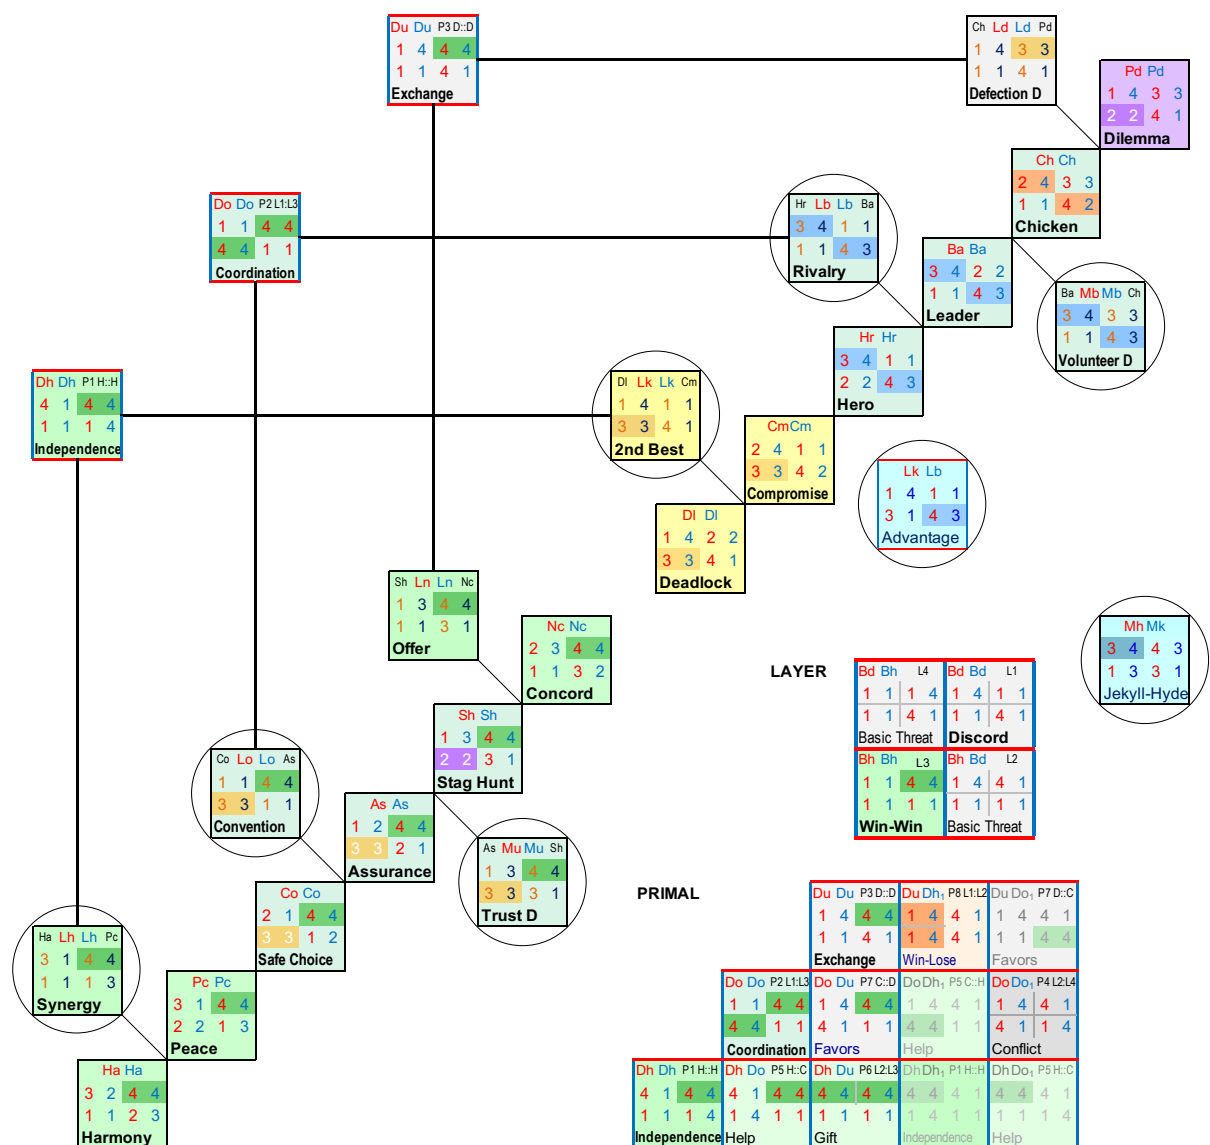 Du Du P3 D::D
1 4 4 4
1 1 4 1
Exchange
Ch Ld Ld Pd
1 4 3 3
1 1 4 1
Defection D
Pd Pd
1 4 3 3
2 2 4 1
Dilemma
Ch Ch
2 4 3 3
1 1 4 2
Chicken
Do Do P2 L1:L3
1 1 4 4
4 4 1 1
Coordination
Hr Lb Lb Ba
3 4 1 1
1 1 4 3
Rivalry
Ba Ba
3 4 2 2
1 1 4 3
Leader
Ba Mb Mb Ch
3 4 3 3
1 1 4 3
Volunteer D
Hr Hr
3 4 1 1
2 2 4 3
Hero
Dh Dh P1 H::H
4 1 4 4
1 1 1 4
Independence
Dl Lk Lk Cm
1 4 1 1
3 3 4 1
2nd Best
Cm Cm
2 4 1 1
3 3 4 2
Compromise
Lk Lb
1 4 1 1
3 1 4 3
Advantage
Dl Dl
1 4 2 2
3 3 4 1
Deadlock
Sh Ln Ln Nc
1 3 4 4
1 1 3 1
Offer
Nc Nc
2 3 4 4
1 1 3 2
Concord
Mh Mk
3 4 4 3
1 3 3 1
Jekyll-Hyde
LAYER
Bd Bh L4
1 1 1 4
1 1 4 1
Basic Threat
Bd Bd L1
1 4 1 1
1 1 4 1
Discord
Bh Bh L3
1 1 4 4
1 1 1 1
Win-Win
Bh Bd L2
1 4 4 1
1 1 1 1
Basic Threat
Sh Sh
1 3 4 4
2 2 3 1
Stag Hunt
Co Lo Lo As
1 1 4 4
3 3 1 1
Convention
As As
1 2 4 4
3 3 2 1
Assurance
As Mu Mu Sh
1 3 4 4
3 3 3 1
Trust D
Co Co
2 1 4 4
3 3 1 2
Safe Choice
Ha Lh Lh Pc
3 1 4 4
1 1 1 3
Synergy
Pc Pc
3 1 4 4
2 2 1 3
Peace
Ha Ha
3 2 4 4
1 1 2 3
Harmony
PRIMAL
Du Du P3 D::D
1 4 4 4
1 1 4 1
Exchange
Du Dh1 P8 L1:L2
1 4 4 1
1 4 4 1
Win-Lose
Du Do1 P7 D::C
1 4 4 1
1 1 4 4
Favors
Do Do P2 L1:L3
1 1 4 4
4 4 1 1
Coordination
Do Du P7 C::D
1 4 4 4
4 1 1 1
Favors
Do Dh1 P5 C::H
4 1 4 1
4 4 1 1
Help
Do Do1 P4 L2:L4
1 4 4 1
4 1 1 4
Conflict
Dh Dh P1 H::H
4 1 4 4
1 1 1 4
Independence
Dh Do P5 H::C
4 1 4 4
1 4 1 1
Help
Dh Du P6 L2:L3
4 4 4 4
1 1 1 1
Gift
Dh Dh1 P1 H::H
4 4 4 1
1 4 1 1
Independence
Dh Do1 P5 H::C
4 4 4 1
1 1 1 4
Help